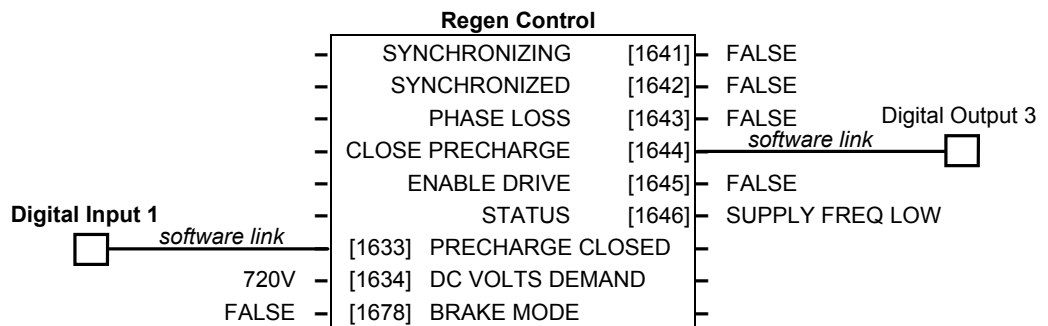 Regen Control
– SYNCHRONIZING [1641] – FALSE
– SYNCHRONIZED [1642] – FALSE
– PHASE LOSS [1643] – FALSE Digital Output 3
– CLOSE PRECHARGE [1644] – software link
– ENABLE DRIVE [1645] – FALSE
Digital Input 1 – STATUS [1646] – SUPPLY FREQ LOW
software link [1633] PRECHARGE CLOSED –
720V – [1634] DC VOLTS DEMAND –
FALSE – [1678] BRAKE MODE –